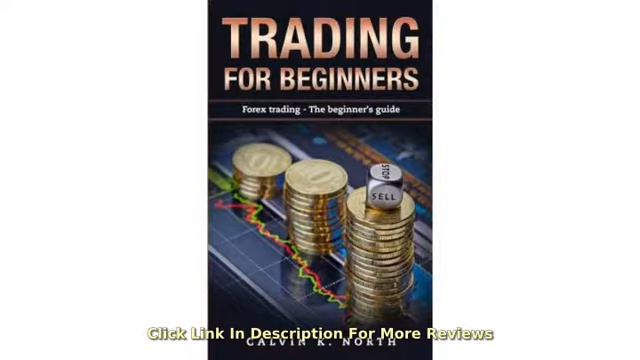 TRADING
FOR BEGINNERS
Forex trading - The beginner's guide
STOP
SELL
Click Link In Description For More Reviews
CALVIN K. NORTH